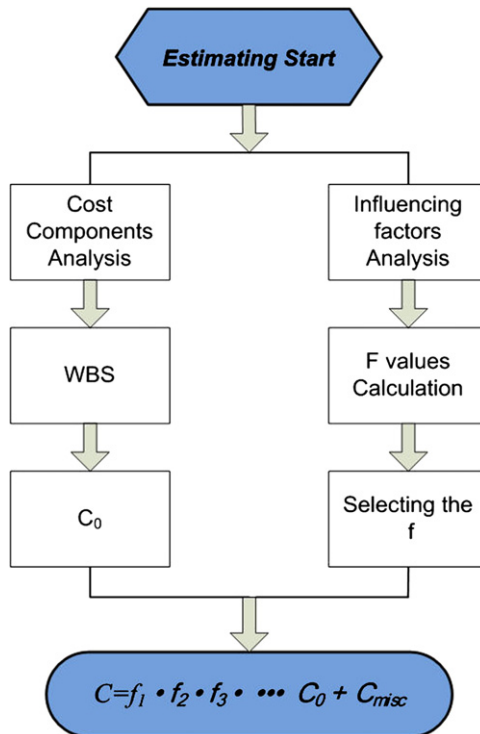 Estimating Start
Cost
Components
Analysis
WBS
C₀
Influencing
factors
Analysis
F values
Calculation
Selecting the
f
C=f₁ • f₂ • f₃ • ••• C₀ + Cₘᵢₛc